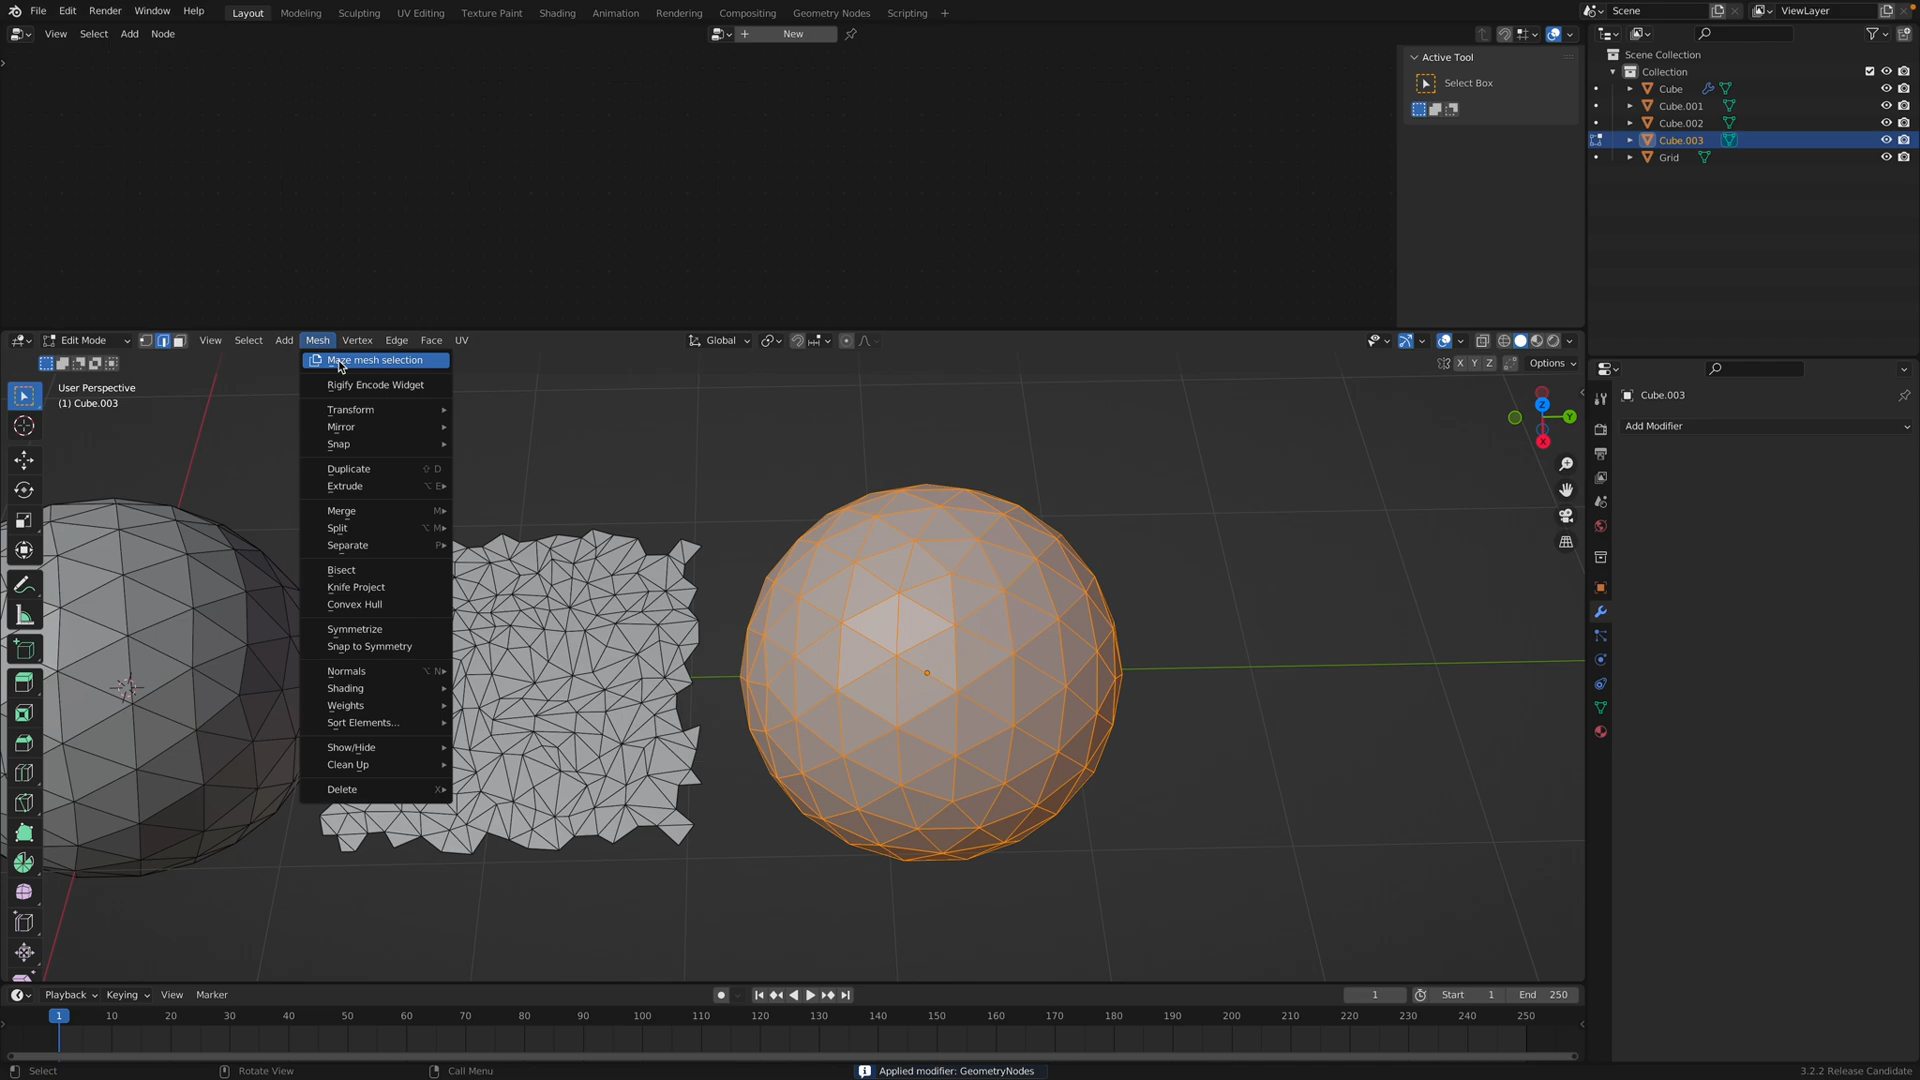 File Edit Render Window Help
Layout Modeling Sculpting UV Editing Texture Paint Shading Animation Rendering Compositing Geometry Nodes Scripting +
Scene
ViewLayer
View Select Add Node
New
Active Tool
Select Box
Scene Collection
Collection
Cube
Cube.001
Cube.002
Cube.003
Grid
Edit Mode
View Select Add Mesh Vertex Edge Face UV
Global
X Y Z
Options
User Perspective
(1) Cube.003
Maze mesh selection
Rigify Encode Widget
Transform
Mirror
Snap
Duplicate ⇧ D
Extrude ⌥ E
Merge M
Split ⌥ M
Separate P
Bisect
Knife Project
Convex Hull
Symmetrize
Snap to Symmetry
Normals ⌥ N
Shading
Weights
Sort Elements...
Show/Hide
Clean Up
Delete X
Z
Y
X
Cube.003
Add Modifier
Playback Keying View Marker
1
Start 1
End 250
1 10 20 30 40 50 60 70 80 90 100 110 120 130 140 150 160 170 180 190 200 210 220 230 240 250
Select
Rotate View
Call Menu
Applied modifier: GeometryNodes
3.2.2 Release Candidate